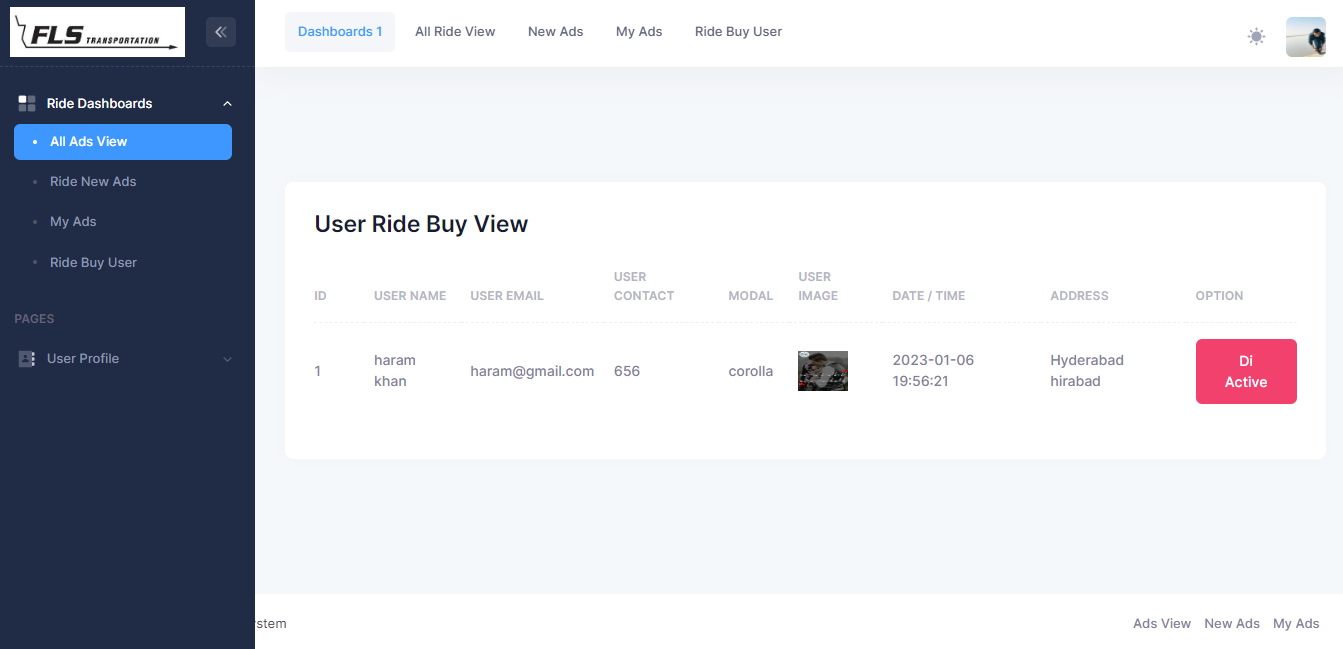 FLS TRANSPORTATION
Dashboards 1 All Ride View New Ads My Ads Ride Buy User
Ride Dashboards
All Ads View
Ride New Ads
My Ads
Ride Buy User
PAGES
User Profile
User Ride Buy View
ID USER NAME USER EMAIL USER CONTACT MODAL USER IMAGE DATE / TIME ADDRESS OPTION
1 haram khan haram@gmail.com 656 corolla 2023-01-06 19:56:21 Hyderabad hirabad Di Active
stem Ads View New Ads My Ads